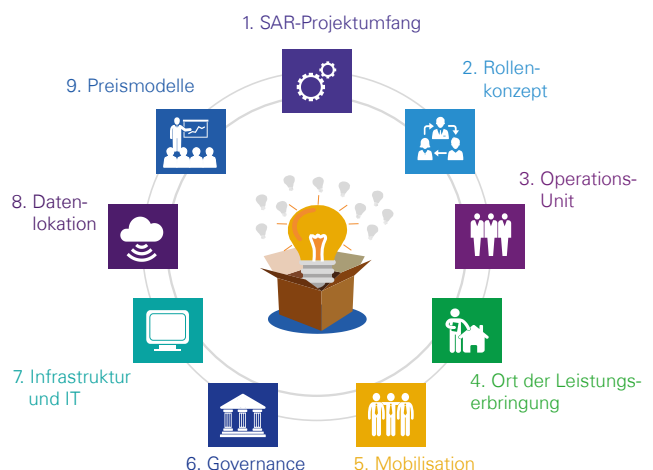 1. SAR-Projektumfang
2. Rollen-
konzept
3. Operations-
Unit
4. Ort der Leistungs-
erbringung
5. Mobilisation
6. Governance
7. Infrastruktur
und IT
8. Daten-
lokation
9. Preismodelle